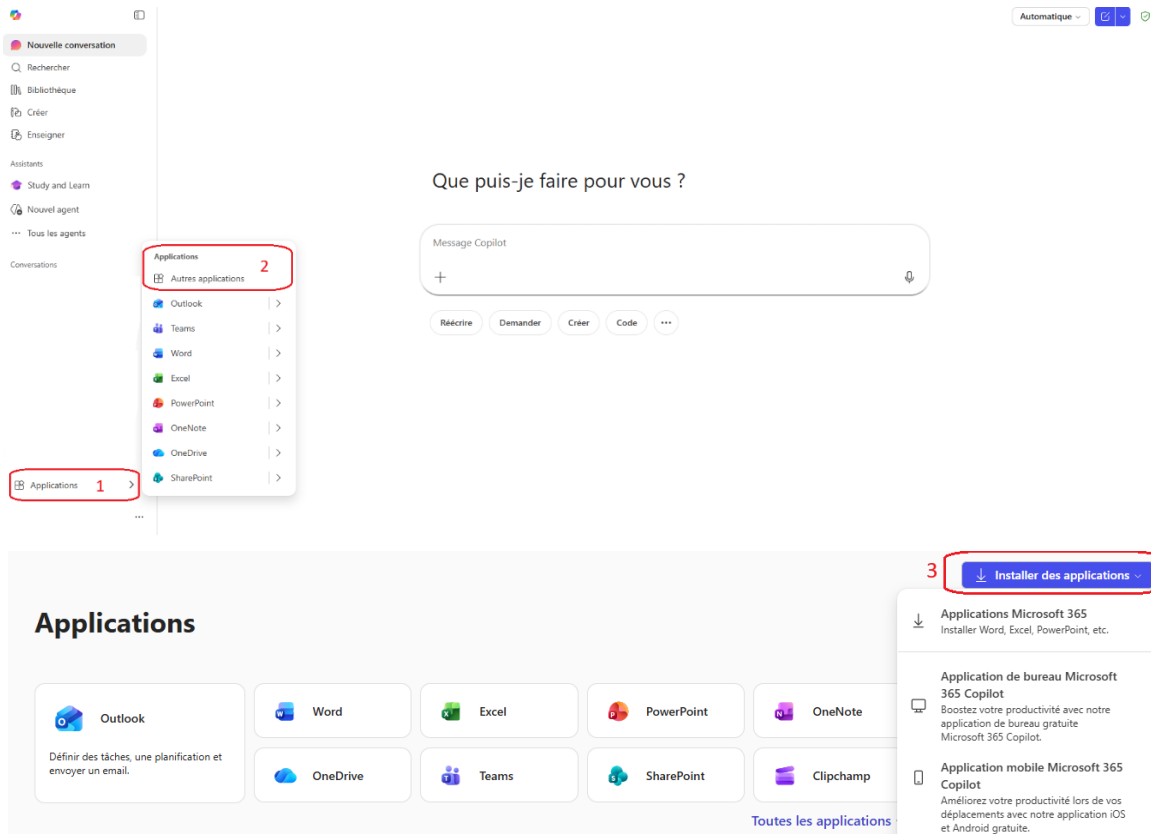 Automatique
Nouvelle conversation
Rechercher
Bibliothèque
Créer
Enseigner
Assistants
Study and Learn
Nouvel agent
Tous les agents
Conversations
Que puis-je faire pour vous ?
Message Copilot
Réécrire
Demander
Créer
Code
Applications
2
Autres applications
Outlook
Teams
Word
Excel
PowerPoint
OneNote
OneDrive
SharePoint
Applications 1
3
Installer des applications
Applications
Applications Microsoft 365
Installer Word, Excel, PowerPoint, etc.
Application de bureau Microsoft
365 Copilot
Boostez votre productivité avec notre
application de bureau gratuite
Microsoft 365 Copilot.
Application mobile Microsoft 365
Copilot
Améliorez votre productivité lors de vos
déplacements avec notre application iOS
et Android gratuite.
Outlook
Définir des tâches, une planification et
envoyer un email.
Word
Excel
PowerPoint
OneNote
OneDrive
Teams
SharePoint
Clipchamp
Toutes les applications